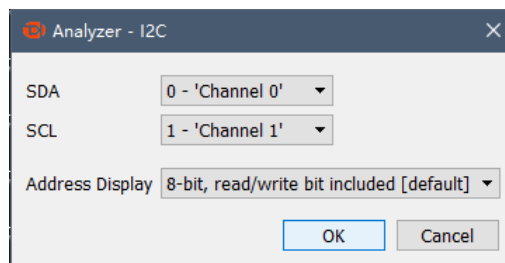 Analyzer - I2C
SDA 0 - 'Channel 0'
SCL 1 - 'Channel 1'
Address Display 8-bit, read/write bit included [default]
OK Cancel